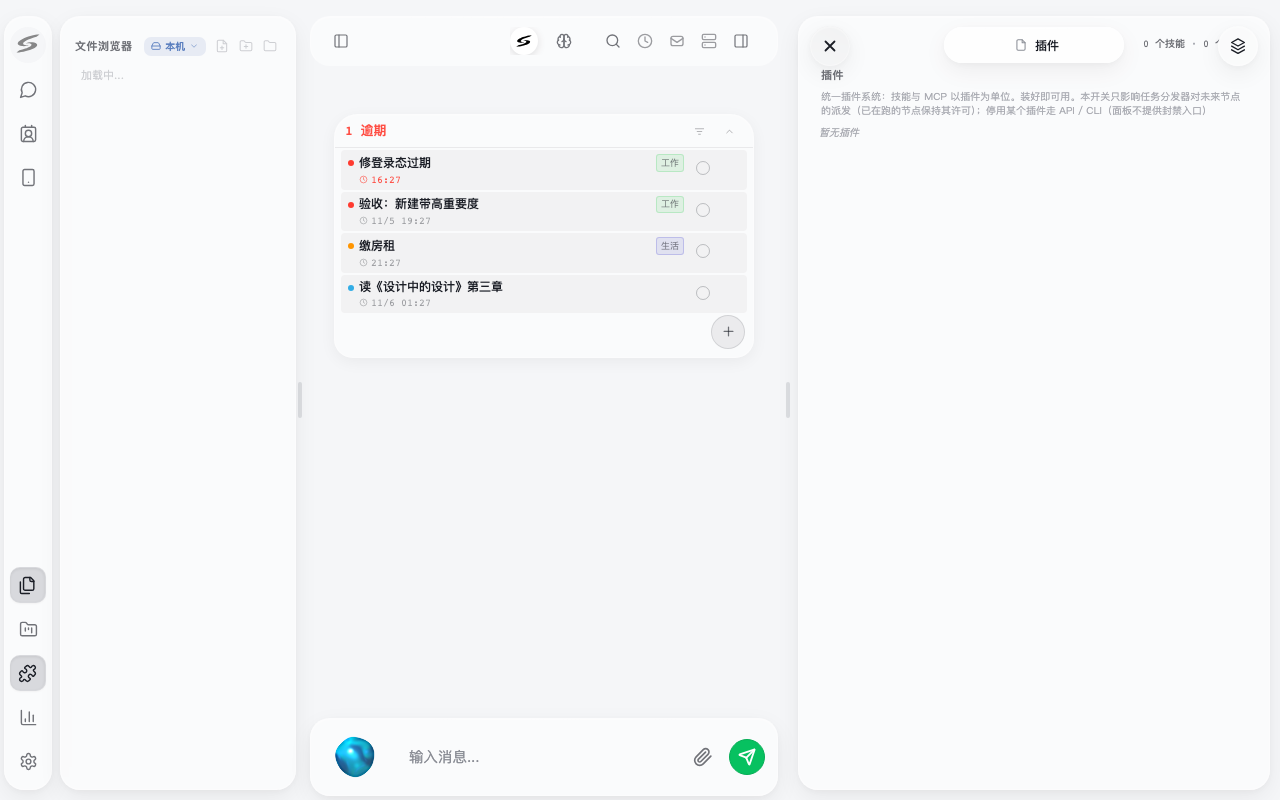 文件浏览器
本机
加载中...
1 逾期
修登录态过期
工作
16:27
验收：新建带高重要度
工作
11/5 19:27
缴房租
生活
21:27
读《设计中的设计》第三章
11/6 01:27
输入消息...
插件
0 个技能 · 0
插件
统一插件系统：技能与 MCP 以插件为单位。装好即可用。本开关只影响任务分发器对未来节点
的派发（已在跑的节点保持其许可）；停用某个插件走 API / CLI（面板不提供封禁入口）
暂无插件